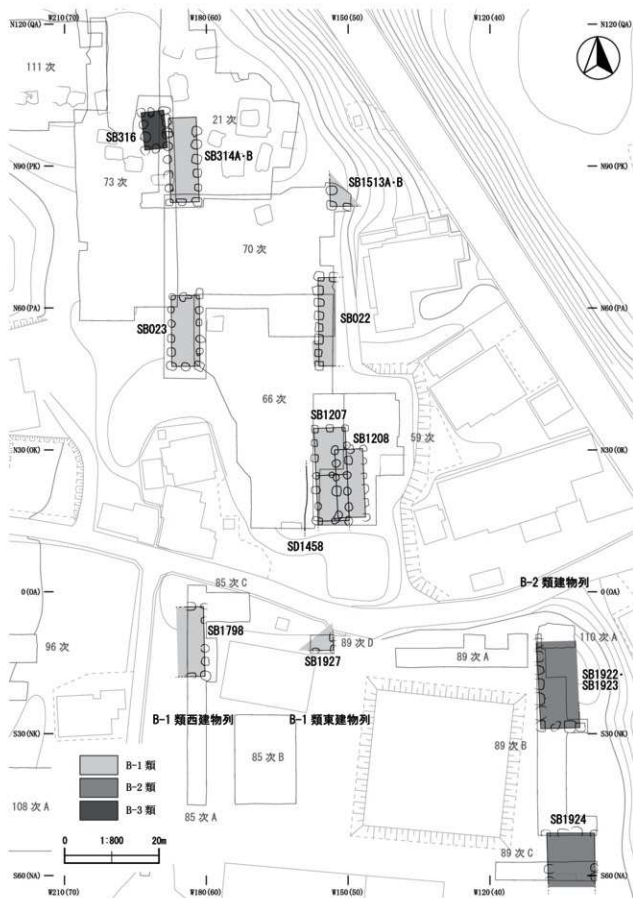 W210(70)
W180(60)
W150(50)
W120(40)
N120(QA)
N120(QA)
111 次
21 次
SB316
SB314A・B
N90(PK)
N90(PK)
73 次
SB1513A・B
70 次
N60(PA)
N60(PA)
SB023
SB022
66 次
SB1207
59 次
N30(OK)
SB1208
N30(OK)
SD1458
85 次 C
B-2 類建物列
0(OA)
0(OA)
SB1798
89 次 D
110 次 A
96 次
SB1927
89 次 A
SB1922・
SB1923
B-1 類西建物列
B-1 類東建物列
S30(NK)
89 次 B
S30(NK)
85 次 B
B-1 類
B-2 類
B-3 類
108 次 A
85 次 A
SB1924
0
1:800
20m
89 次 C
S60(NA)
S60(NA)
W210(70)
W180(60)
W150(50)
W120(40)